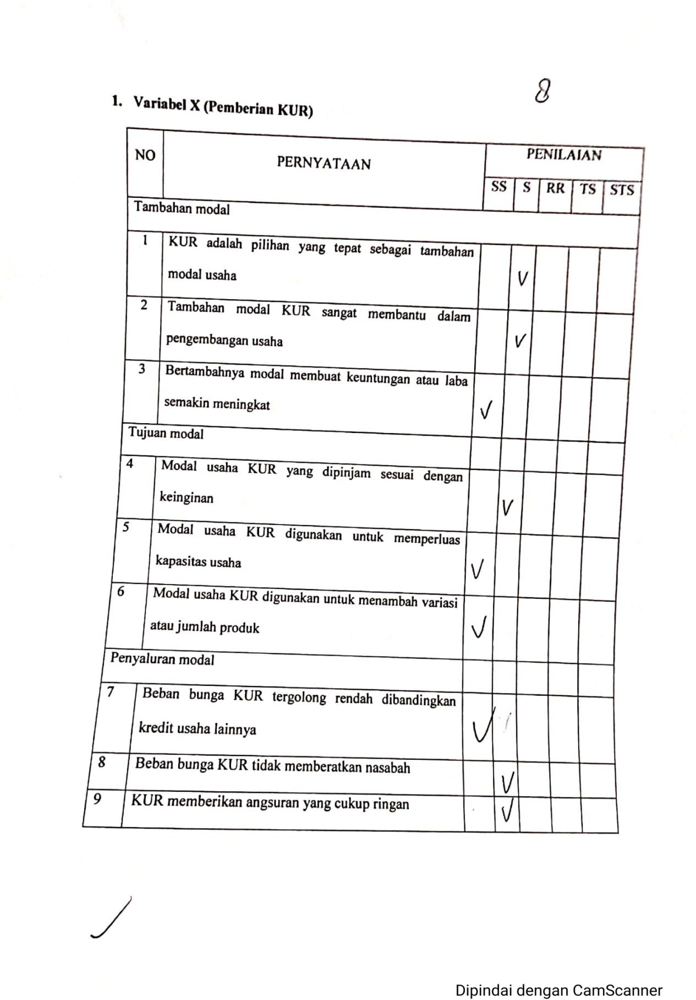 8
1. Variabel X (Pemberian KUR)
NO PERNYATAAN PENILAIAN
SS S RR TS STS
Tambahan modal
1 KUR adalah pilihan yang tepat sebagai tambahan
modal usaha V
2 Tambahan modal KUR sangat membantu dalam
pengembangan usaha V
3 Bertambahnya modal membuat keuntungan atau laba
semakin meningkat V
Tujuan modal
4 Modal usaha KUR yang dipinjam sesuai dengan
keinginan V
5 Modal usaha KUR digunakan untuk memperluas
kapasitas usaha V
6 Modal usaha KUR digunakan untuk menambah variasi
atau jumlah produk V
Penyaluran modal
7 Beban bunga KUR tergolong rendah dibandingkan
kredit usaha lainnya V
8 Beban bunga KUR tidak memberatkan nasabah V
9 KUR memberikan angsuran yang cukup ringan V
Dipindai dengan CamScanner